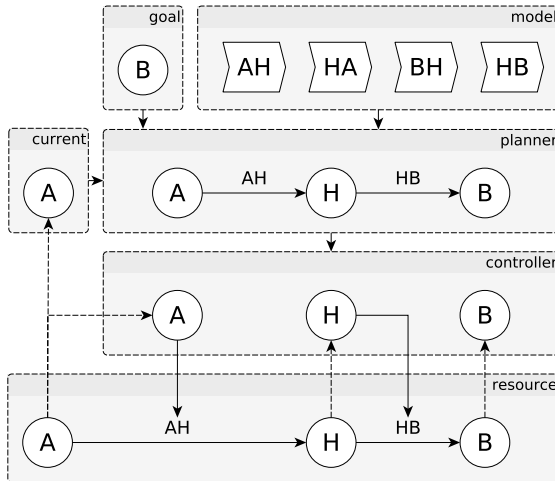 goal
B
model
AH HA BH HB
current
A
planner
A AH H HB B
controller
A H B
resource
A AH H HB B